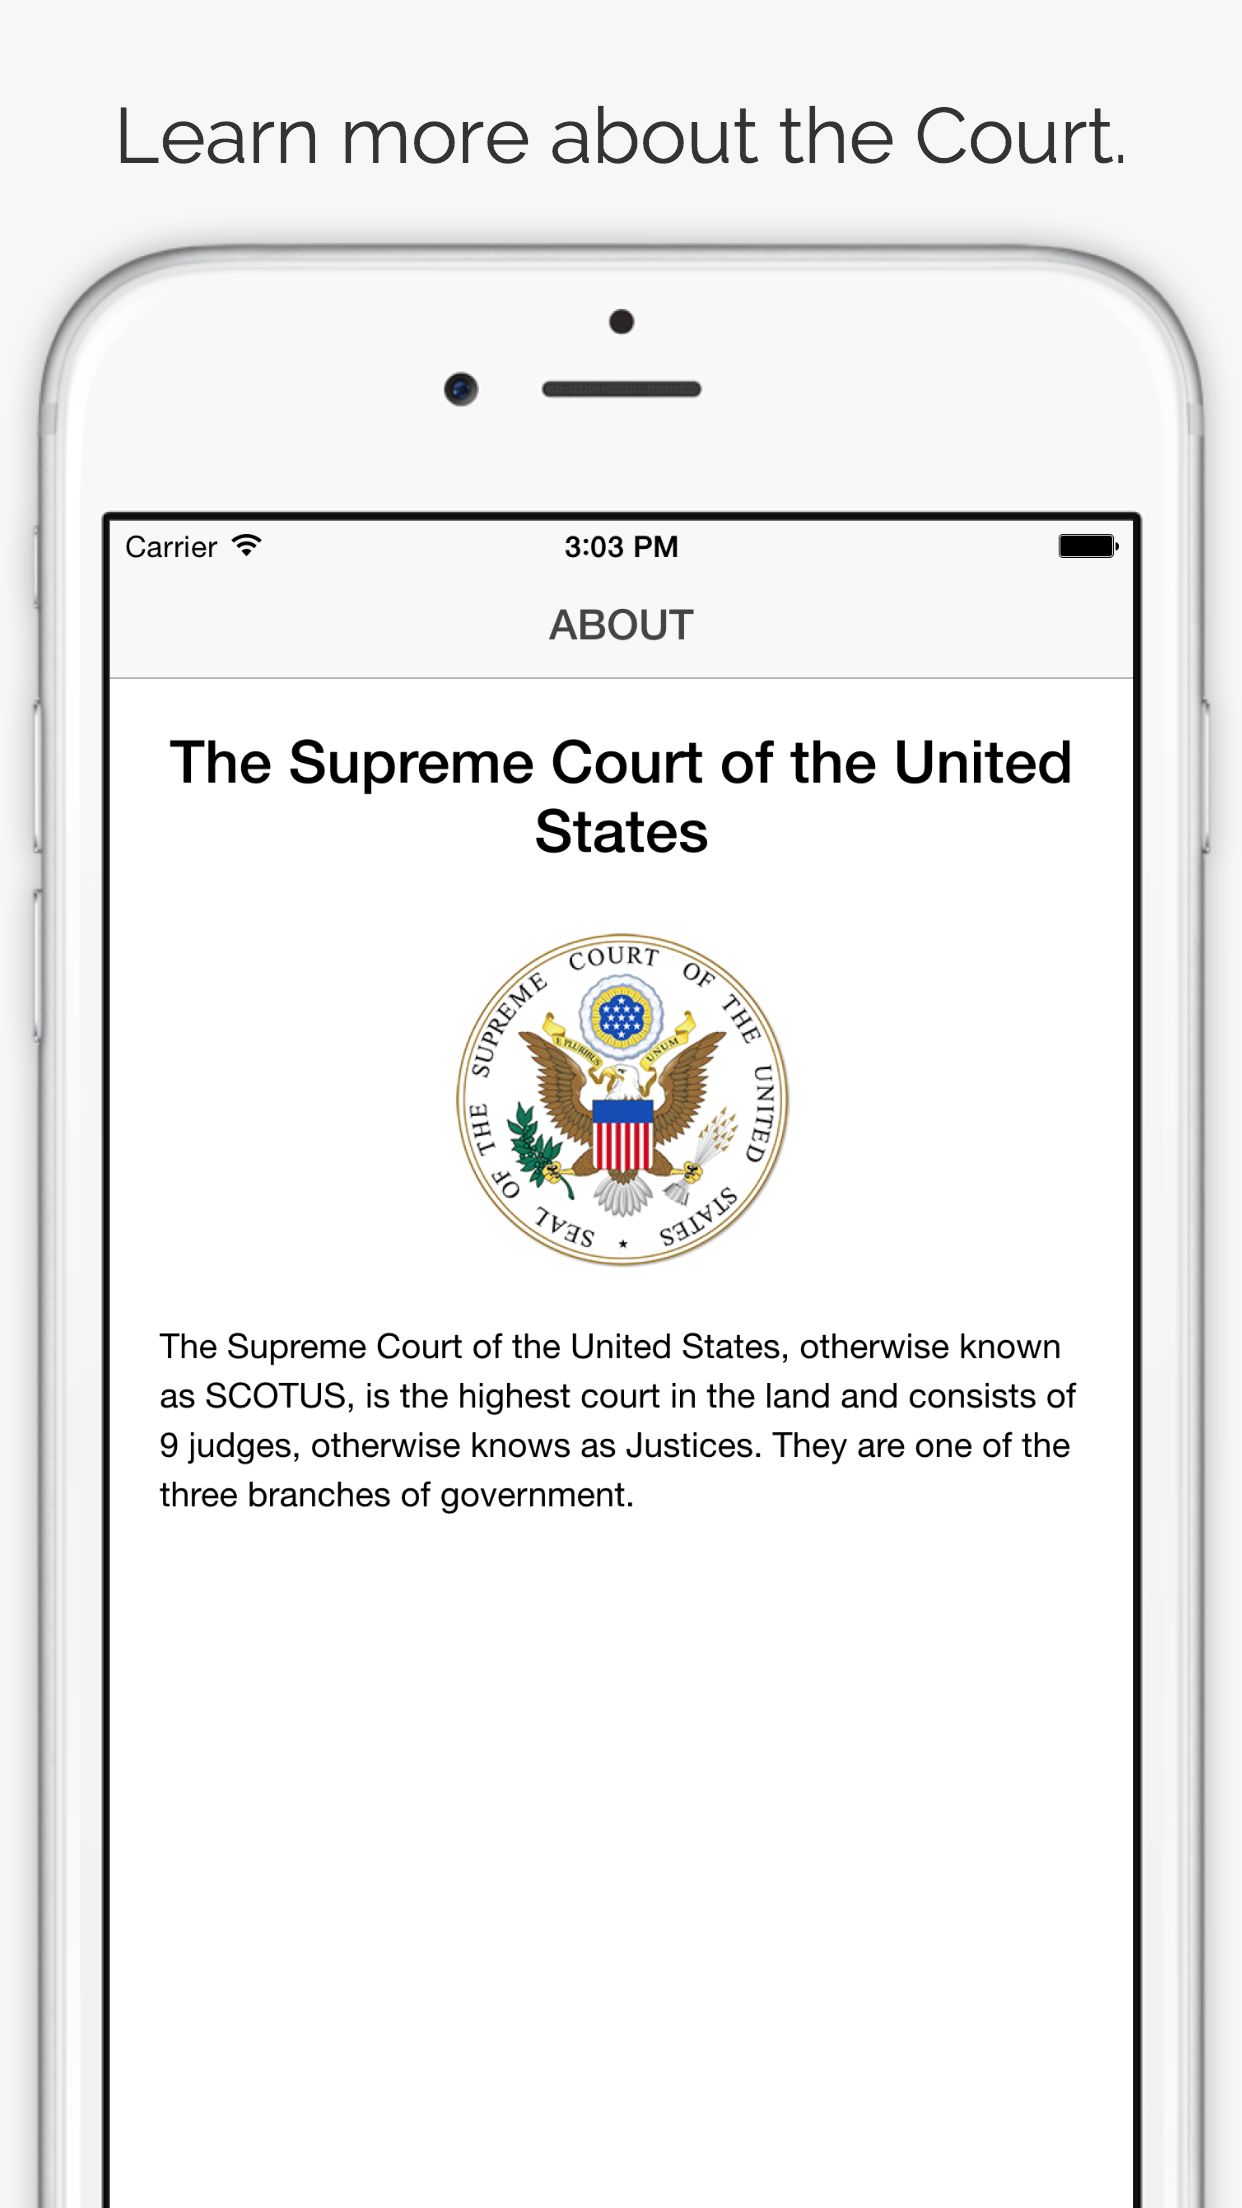 Learn more about the Court.
Carrier
3:03 PM
ABOUT
The Supreme Court of the United
States
SEAL OF THE SUPREME COURT OF THE UNITED STATES
E PLURIBUS UNUM
The Supreme Court of the United States, otherwise known
as SCOTUS, is the highest court in the land and consists of
9 judges, otherwise knows as Justices. They are one of the
three branches of government.